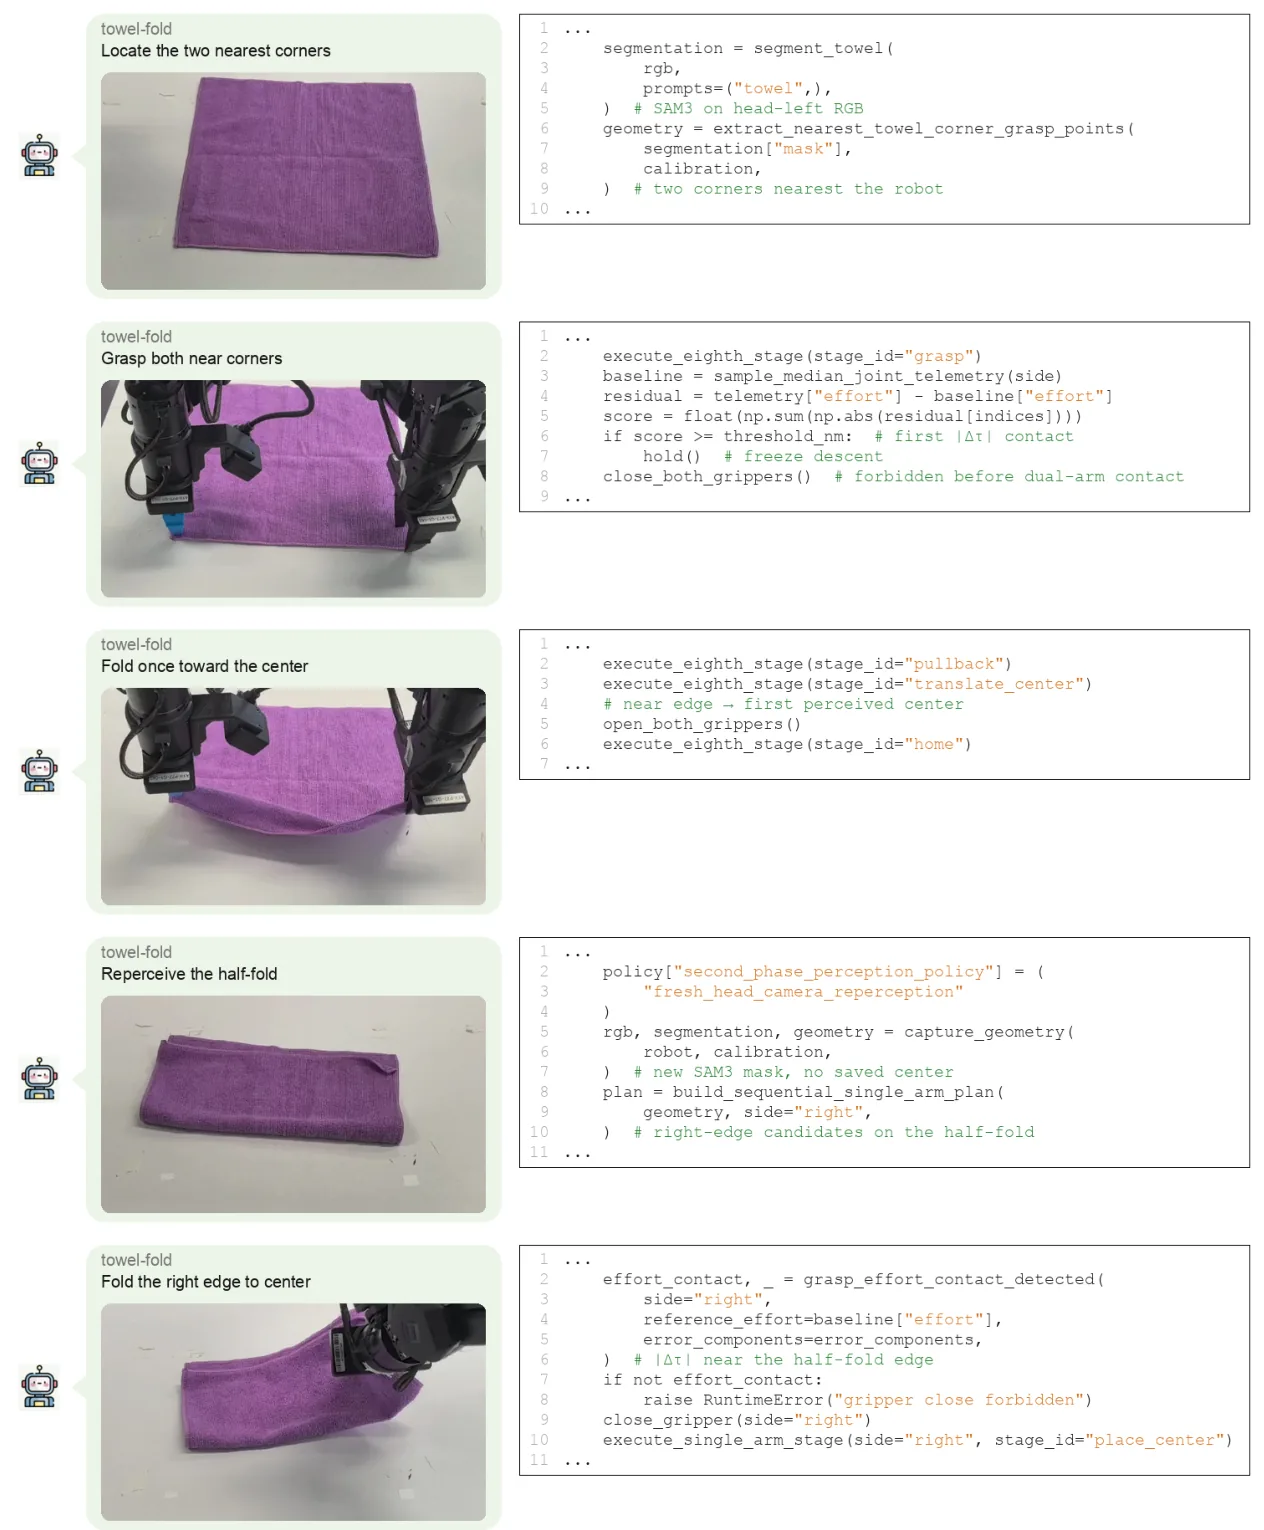 towel-fold
Locate the two nearest corners
1 ...
2 segmentation = segment_towel(
3 rgb,
4 prompts=("towel",),
5 )  # SAM3 on head-left RGB
6 geometry = extract_nearest_towel_corner_grasp_points(
7 segmentation["mask"],
8 calibration,
9 )  # two corners nearest the robot
10 ...
towel-fold
Grasp both near corners
1 ...
2 execute_eighth_stage(stage_id="grasp")
3 baseline = sample_median_joint_telemetry(side)
4 residual = telemetry["effort"] - baseline["effort"]
5 score = float(np.sum(np.abs(residual[indices])))
6 if score >= threshold_nm:  # first |Δτ| contact
7 hold()  # freeze descent
8 close_both_grippers()  # forbidden before dual-arm contact
9 ...
towel-fold
Fold once toward the center
1 ...
2 execute_eighth_stage(stage_id="pullback")
3 execute_eighth_stage(stage_id="translate_center")
4 # near edge → first perceived center
5 open_both_grippers()
6 execute_eighth_stage(stage_id="home")
7 ...
towel-fold
Reperceive the half-fold
1 ...
2 policy["second_phase_perception_policy"] = (
3 "fresh_head_camera_reperception"
4 )
5 rgb, segmentation, geometry = capture_geometry(
6 robot, calibration,
7 )  # new SAM3 mask, no saved center
8 plan = build_sequential_single_arm_plan(
9 geometry, side="right",
10 )  # right-edge candidates on the half-fold
11 ...
towel-fold
Fold the right edge to center
1 ...
2 effort_contact, _ = grasp_effort_contact_detected(
3 side="right",
4 reference_effort=baseline["effort"],
5 error_components=error_components,
6 )  # |Δτ| near the half-fold edge
7 if not effort_contact:
8 raise RuntimeError("gripper close forbidden")
9 close_gripper(side="right")
10 execute_single_arm_stage(side="right", stage_id="place_center")
11 ...